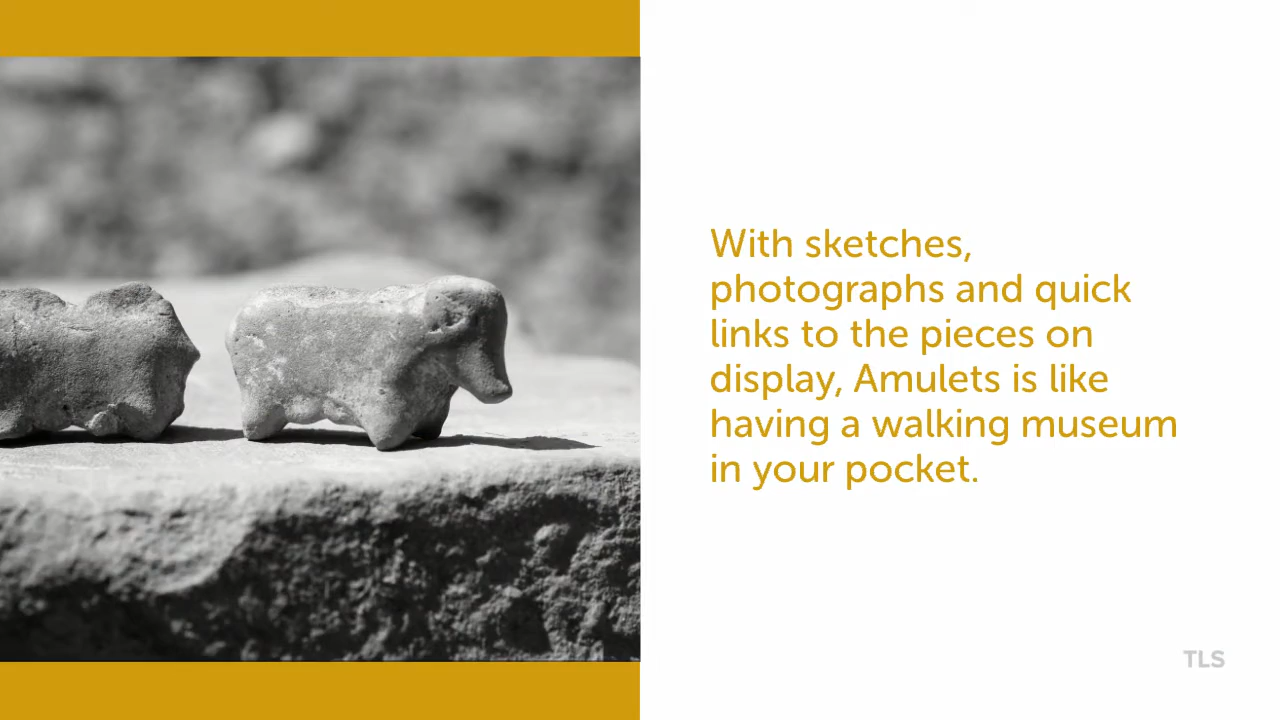 With sketches,
photographs and quick
links to the pieces on
display, Amulets is like
having a walking museum
in your pocket.
TLS